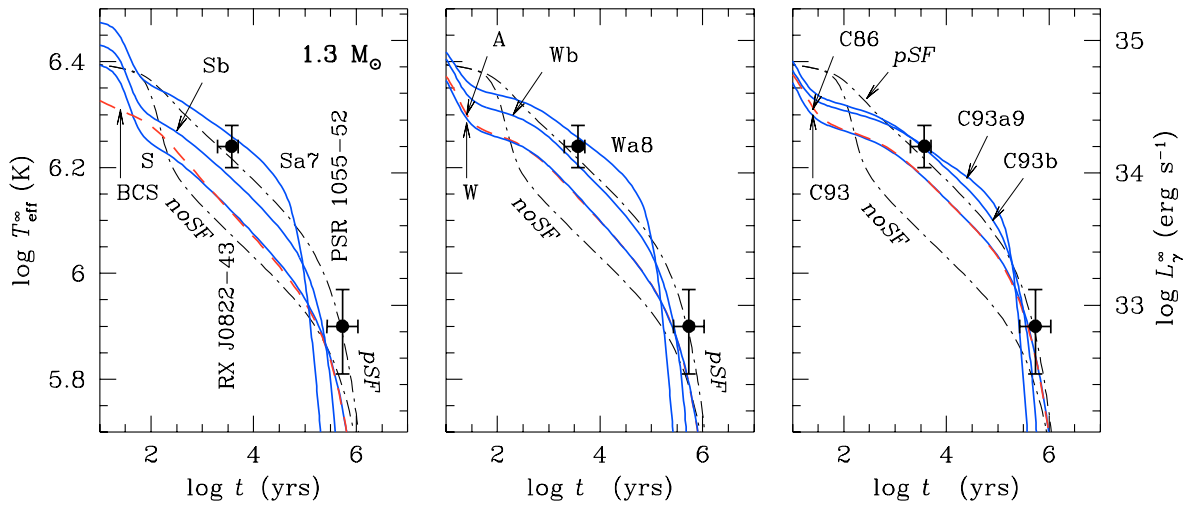 1.3 M⊙
Sb
Sa7
S
BCS
noSF
pSF
RX J0822−43
PSR 1055−52
A
Wb
Wa8
W
noSF
pSF
C86
pSF
C93a9
C93b
C93
noSF
6.4
6.2
6
5.8
35
34
33
2 4 6
2 4 6
2 4 6
log t (yrs)
log t (yrs)
log t (yrs)
log T∞eff (K)
log L∞γ (erg s−1)